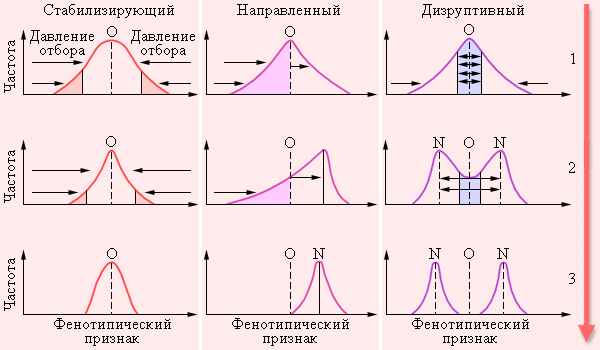 Стабилизирующий Направленный Дизруптивный
O O O
Давление отбора Давление отбора
Частота
1
O O N O N
Частота
2
O O N N N
Частота
3
Фенотипический признак Фенотипический признак Фенотипический признак